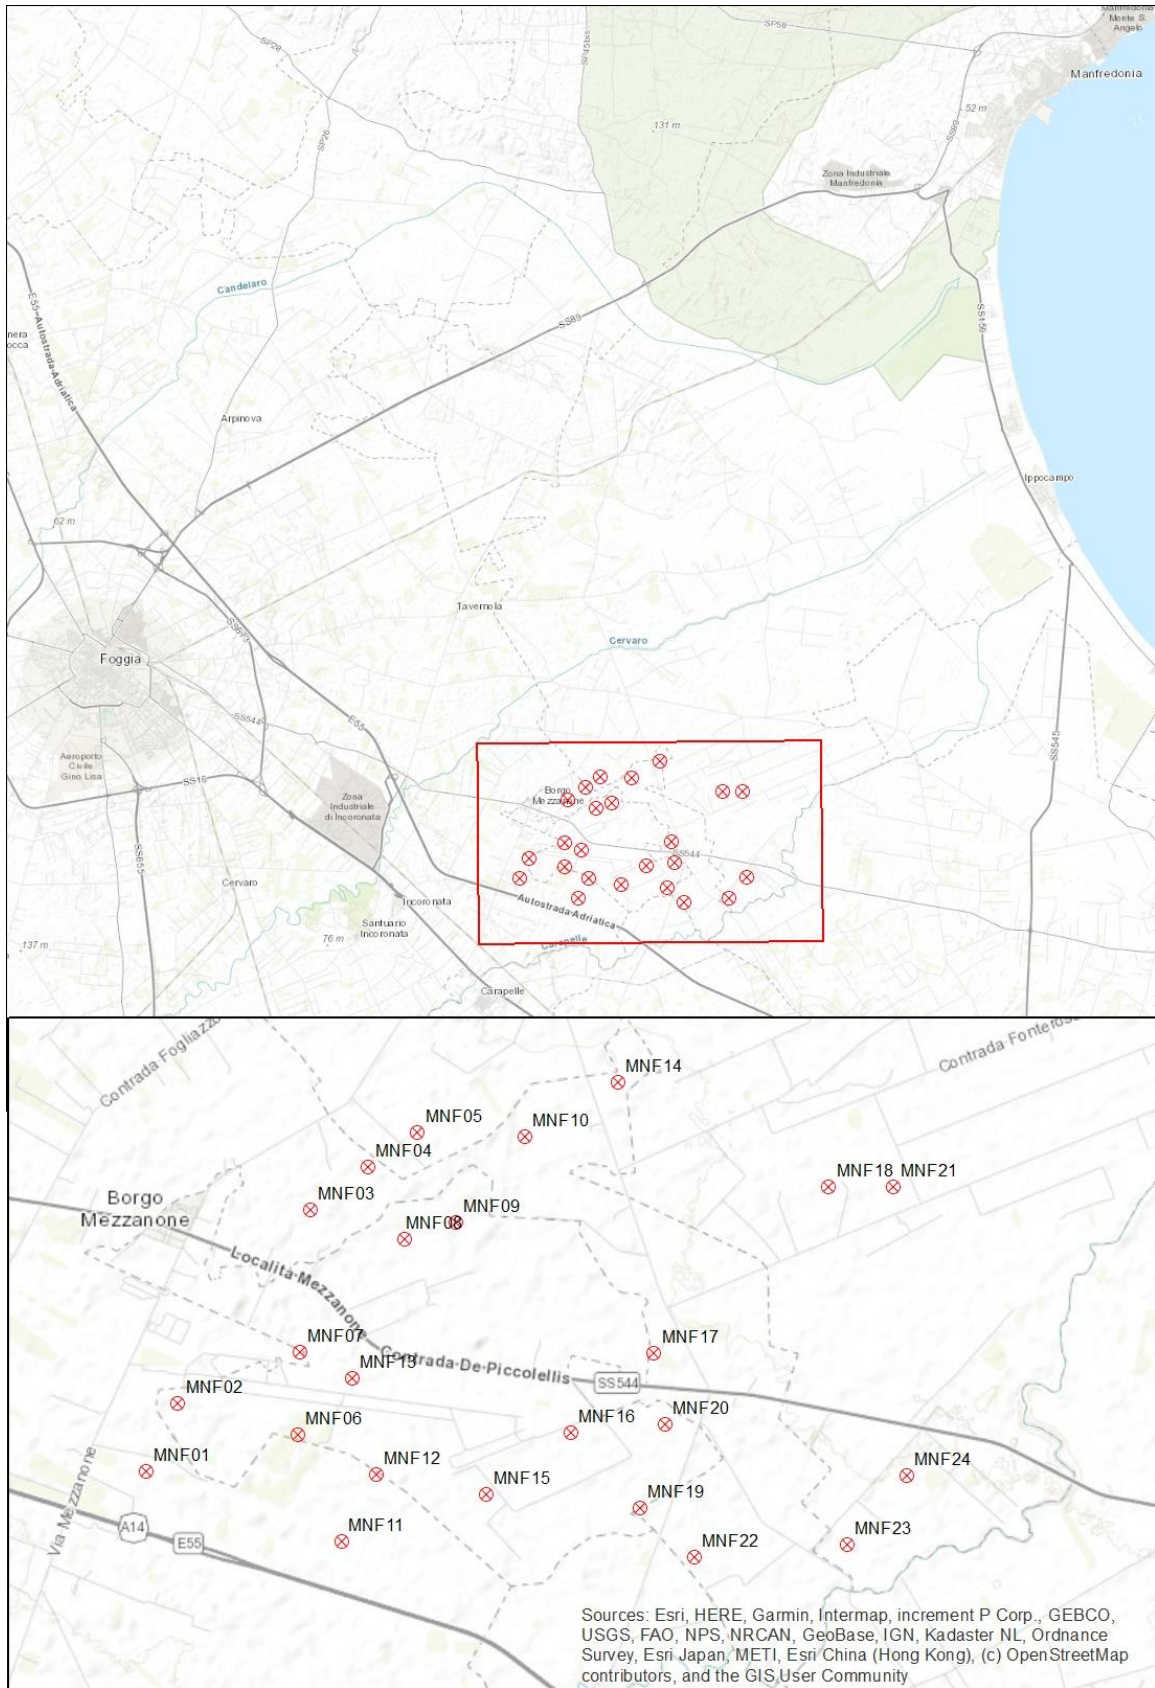 Manfredonia
Monte S.
Angelo
SP58
SP28
SP45bis
Manfredonia
52 m
SS89
131 m
SP26
Zona Industriale
Manfredonia
Candelaro
E55-Autostrada-Adriatica
SS89
SS159
nera
occa
Arpinova
Ippocampo
62 m
Tavernola
Cervaro
SS673
Foggia
SS544
E55
SS545
Aeroporto
Civile
Gino Lisa
SS16
Zona
Industriale
di Incoronata
Borgo
Mezzanone
SS544
SS655
Cervaro
Incoronata
Autostrada-Adriatica
Santuario
Incoronata
76 m
137 m
Carapelle
Carapelle
Contrada Fogliazzo
Contrada Fonteros
MNF14
MNF05
MNF10
MNF04
MNF18
MNF21
Borgo
Mezzanone
MNF03
MNF09
MNF08
Localita-Mezzanone
MNF07
MNF17
MNF13
Contrada-De-Piccolellis
SS544
MNF02
MNF20
MNF06
MNF16
MNF01
MNF12
MNF24
MNF15
Via Mezzanone
MNF19
A14
E55
MNF11
MNF23
MNF22
Sources: Esri, HERE, Garmin, Intermap, increment P Corp., GEBCO,
USGS, FAO, NPS, NRCAN, GeoBase, IGN, Kadaster NL, Ordnance
Survey, Esri Japan, METI, Esri China (Hong Kong), (c) OpenStreetMap
contributors, and the GIS User Community